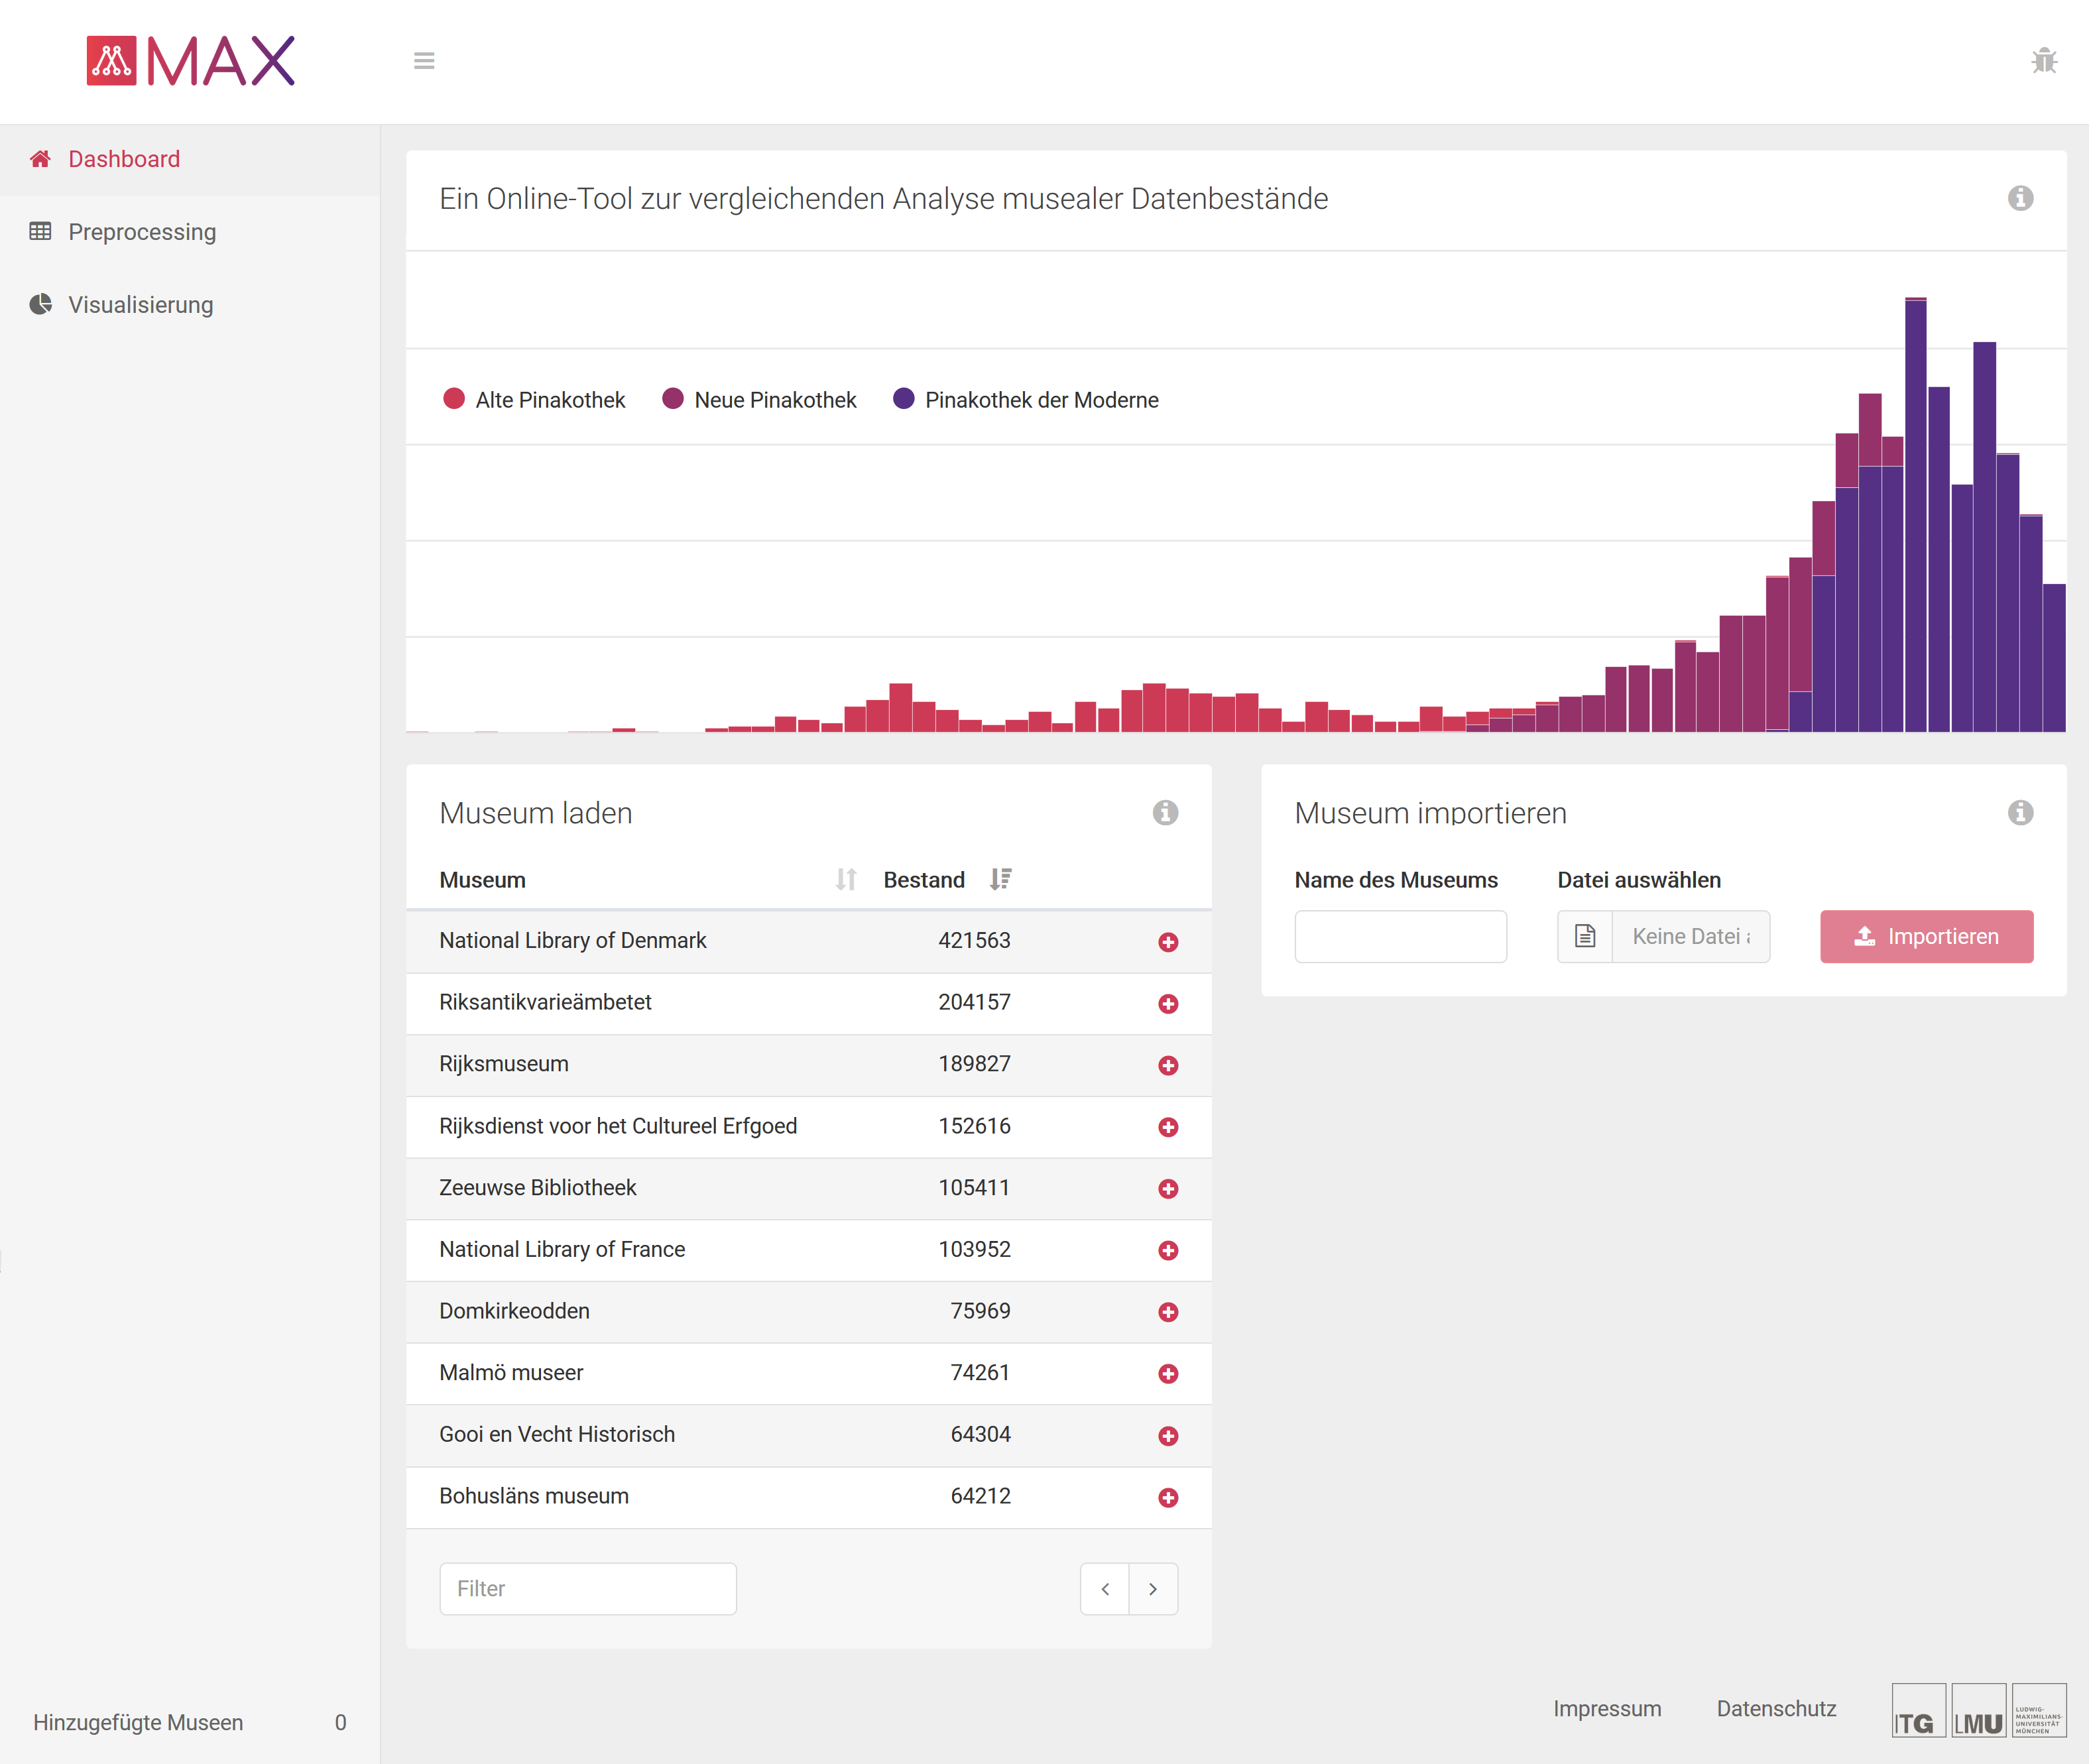 MAX
Dashboard
Preprocessing
Visualisierung
Ein Online-Tool zur vergleichenden Analyse musealer Datenbestände
Alte Pinakothek Neue Pinakothek Pinakothek der Moderne
Museum laden
Museum Bestand
National Library of Denmark 421563
Riksantikvarieämbetet 204157
Rijksmuseum 189827
Rijksdienst voor het Cultureel Erfgoed 152616
Zeeuwse Bibliotheek 105411
National Library of France 103952
Domkirkeodden 75969
Malmö museer 74261
Gooi en Vecht Historisch 64304
Bohusläns museum 64212
Filter
Museum importieren
Name des Museums Datei auswählen
Keine Datei Importieren
Hinzugefügte Museen 0
Impressum Datenschutz
ITG
LMU
LUDWIG-
MAXIMILIANS-
UNIVERSITÄT
MÜNCHEN